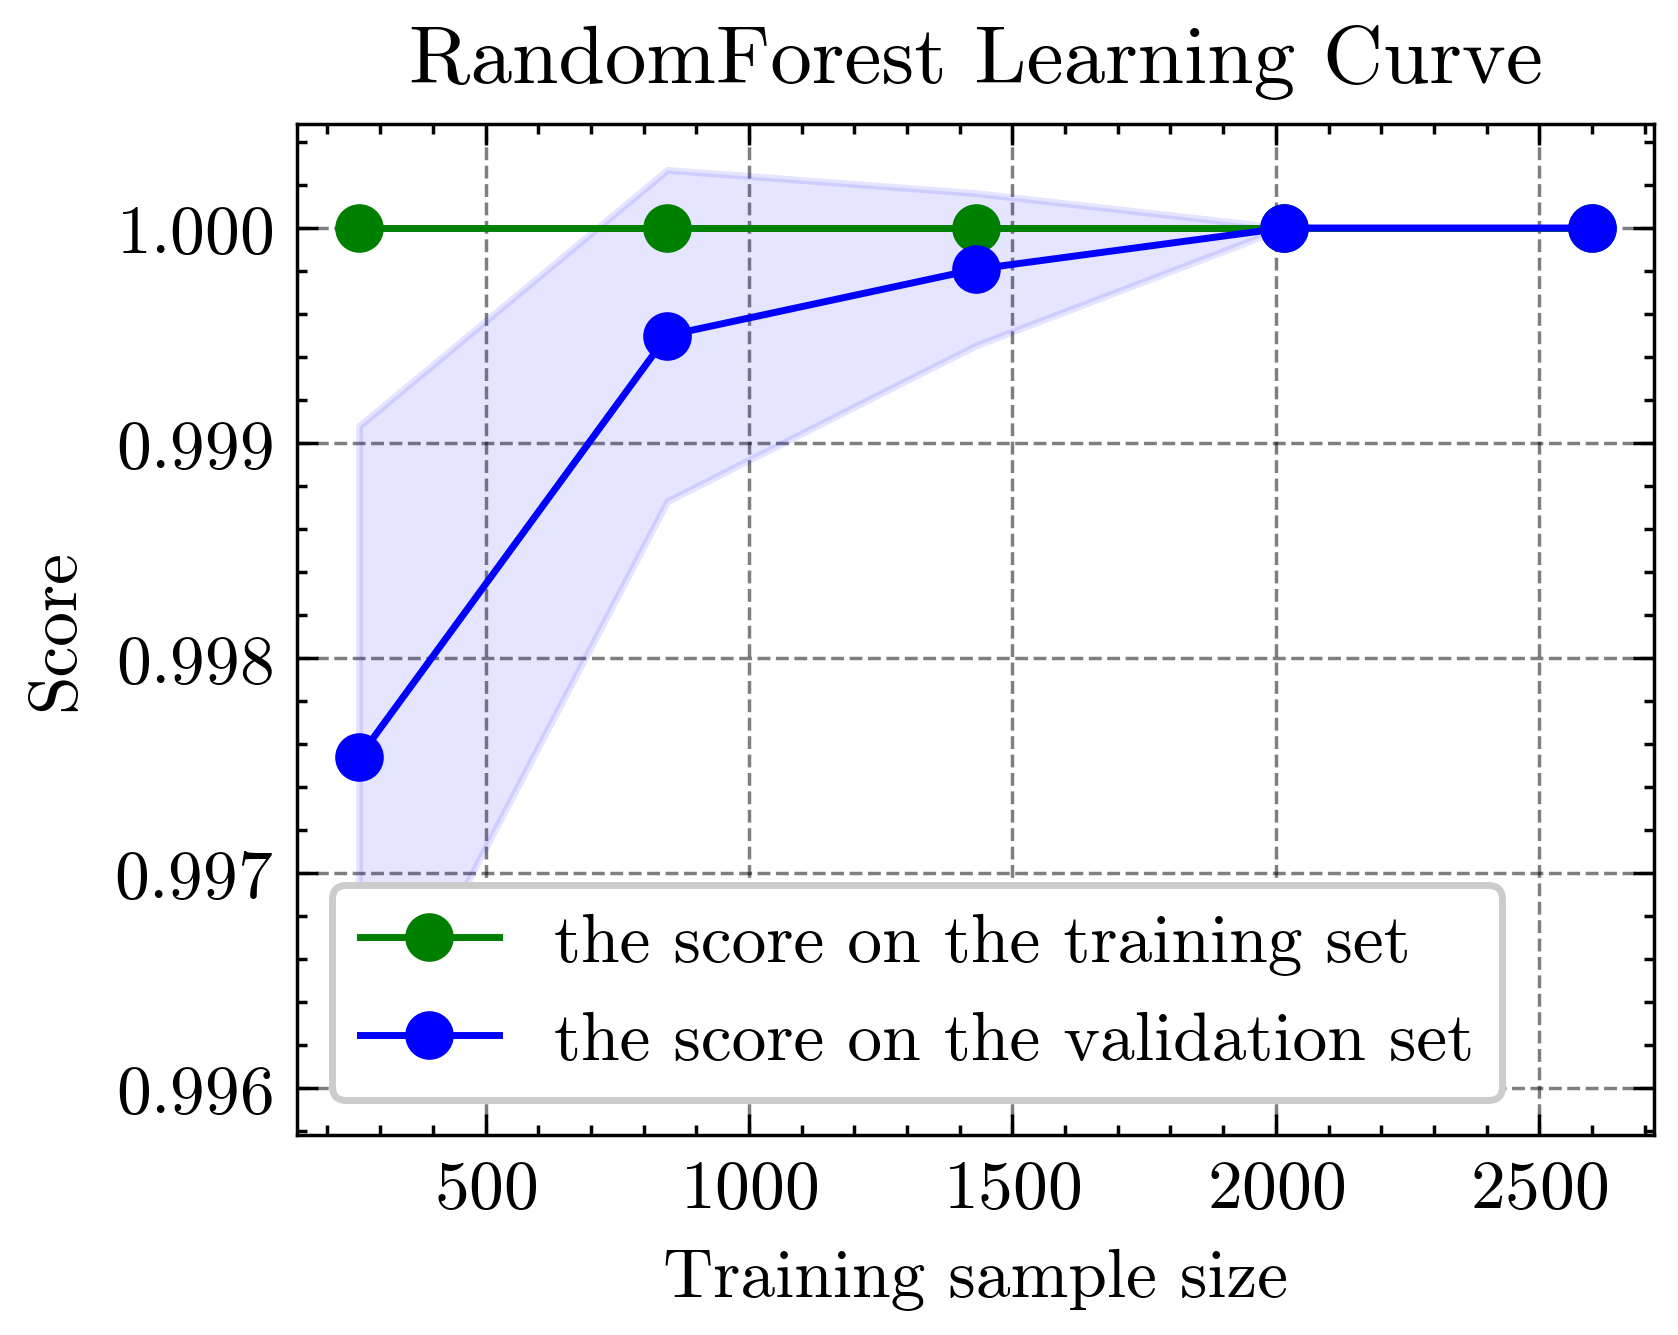 RandomForest Learning Curve
1.000
0.999
0.998
0.997
0.996
Score
the score on the training set
the score on the validation set
500 1000 1500 2000 2500
Training sample size